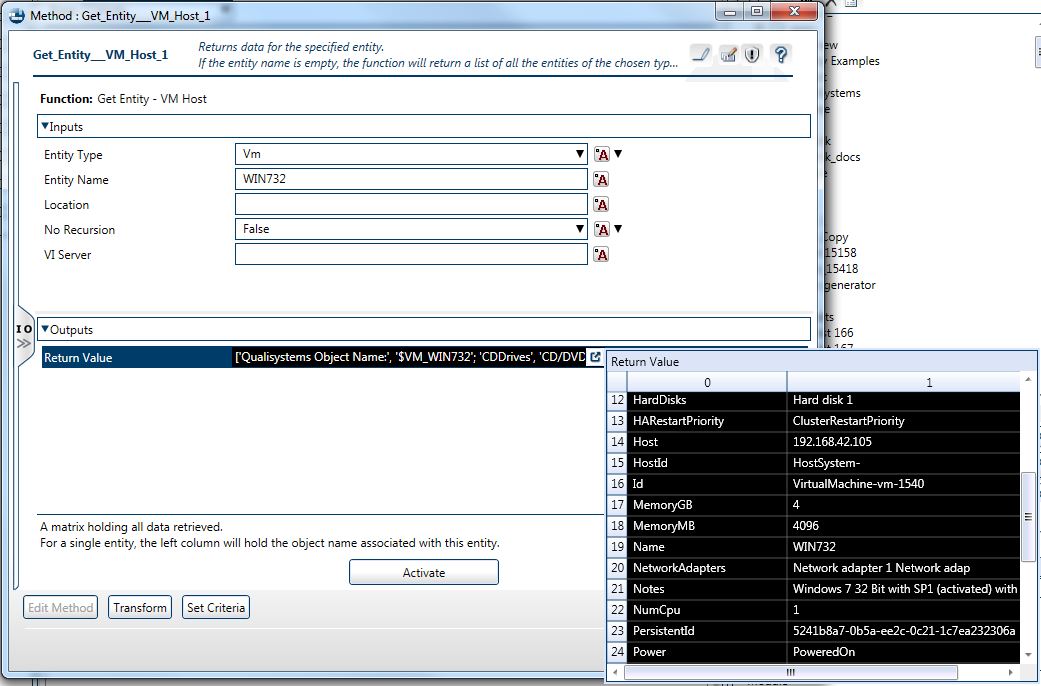 Method : Get_Entity___VM_Host_1
Get_Entity___VM_Host_1
Returns data for the specified entity.
If the entity name is empty, the function will return a list of all the entities of the chosen typ...
Function: Get Entity - VM Host
Inputs
Entity Type Vm
Entity Name WIN732
Location
No Recursion False
VI Server
I O
Outputs
Return Value ['Qualisystems Object Name:', '$VM_WIN732'; 'CDDrives', 'CD/DVD
A matrix holding all data retrieved.
For a single entity, the left column will hold the object name associated with this entity.
Activate
Edit Method Transform Set Criteria
Return Value
0 1
12 HardDisks Hard disk 1
13 HARestartPriority ClusterRestartPriority
14 Host 192.168.42.105
15 HostId HostSystem-
16 Id VirtualMachine-vm-1540
17 MemoryGB 4
18 MemoryMB 4096
19 Name WIN732
20 NetworkAdapters Network adapter 1 Network adap
21 Notes Windows 7 32 Bit with SP1 (activated) with
22 NumCpu 1
23 PersistentId 5241b8a7-0b5a-ee2c-0c21-1c7ea232306a
24 Power PoweredOn
Examples
ystems
k_docs
Copy
15158
15418
generator
ts
t 166